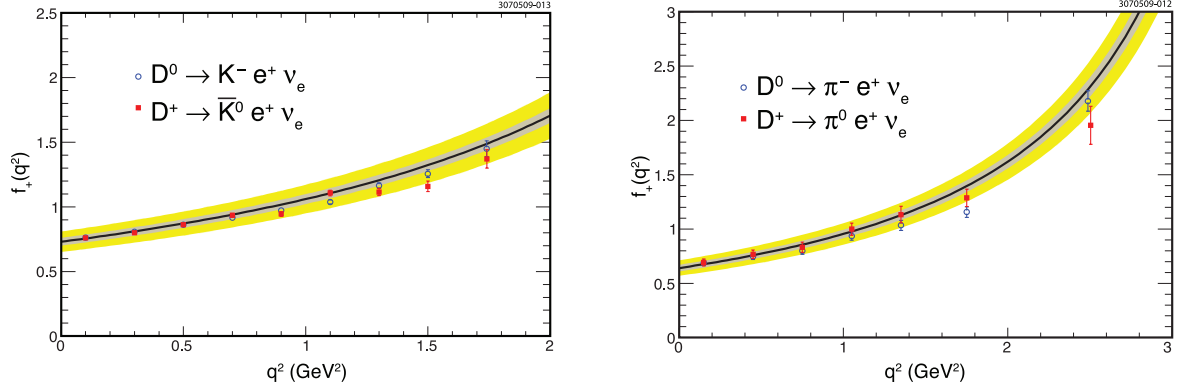 3070509-013
2.5
2
1.5
1
0.5
0
D⁰ → K⁻ e⁺ νₑ
D⁺ → K̅⁰ e⁺ νₑ
f₊(q²)
0 0.5 1 1.5 2
q² (GeV²)
3070509-012
3
2.5
2
1.5
1
0.5
0
D⁰ → π⁻ e⁺ νₑ
D⁺ → π⁰ e⁺ νₑ
f₊(q²)
0 1 2 3
q² (GeV²)